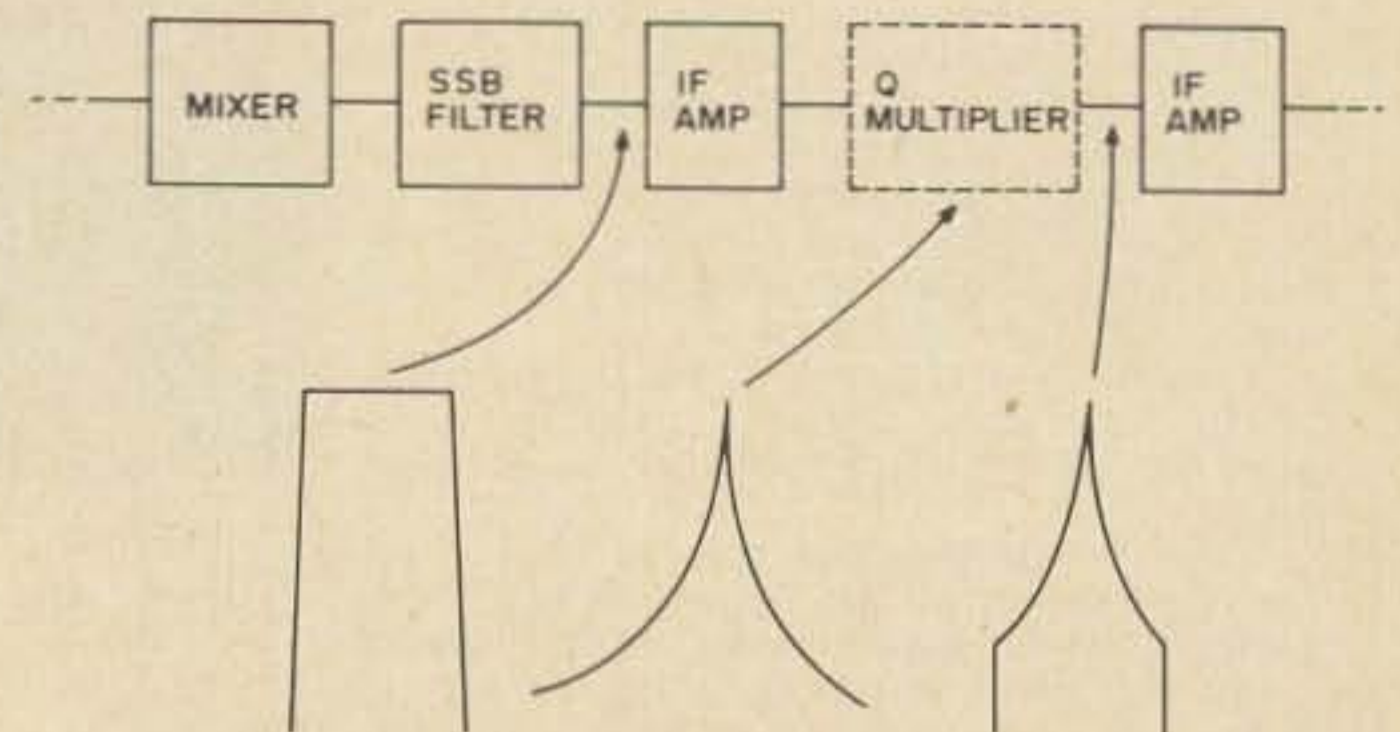 MIXER
SSB
FILTER
IF
AMP
Q
MULTIPLIER
IF
AMP